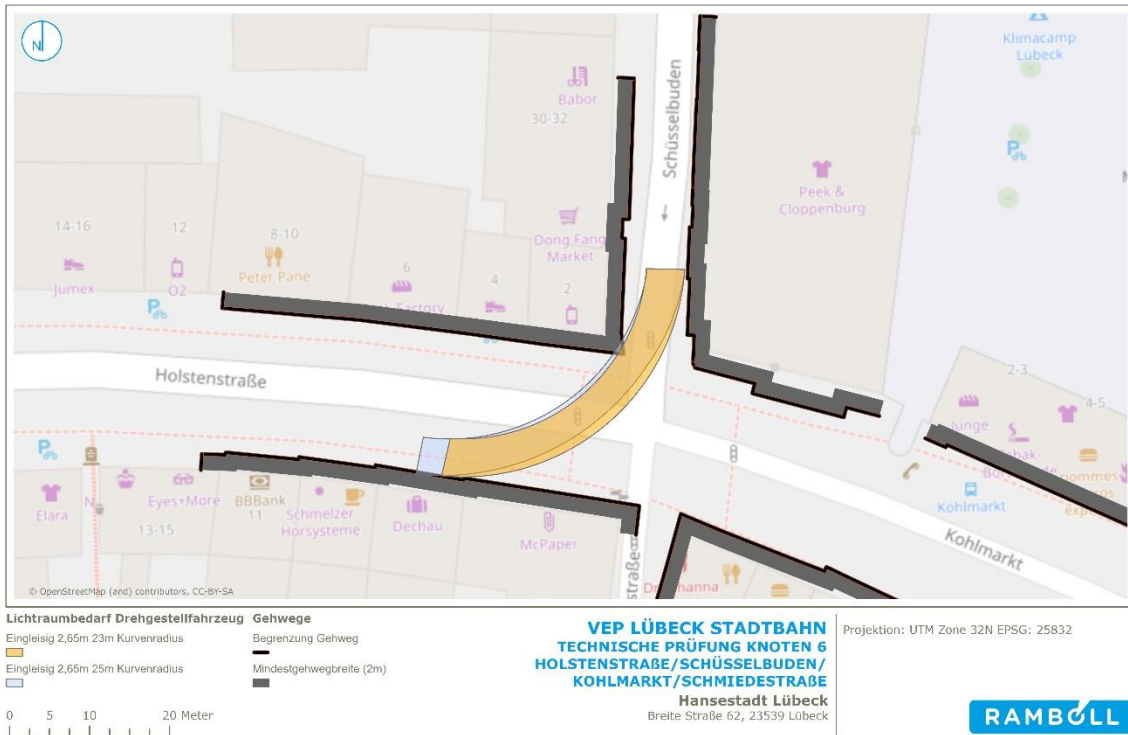 N
Klimacamp
Lübeck
Babor
30-32
Schüsselbuden
Peek &
Cloppenburg
14-16
12
8-10
Dong Fang
Market
Jumex
O2
Peter Pane
6
4
2
Factory
Holstenstraße
2-3
4-5
Junge
Kohlmarkt
Elara
13-15
Eyes+More
BBBank
11
Schmelzer
Hörsysteme
Dechau
McPaper
straße
Kohlmarkt
© OpenStreetMap (and) contributors, CC-BY-SA
Lichtraumbedarf Drehgestellfahrzeug
Eingleisig 2,65m 23m Kurvenradius
Eingleisig 2,65m 25m Kurvenradius
0 5 10 20 Meter
Gehwege
Begrenzung Gehweg
Mindestgehwegbreite (2m)
VEP LÜBECK STADTBAHN
TECHNISCHE PRÜFUNG KNOTEN 6
HOLSTENSTRAßE/SCHÜSSELBUDEN/
KOHLMARKT/SCHMIEDESTRAßE
Hansestadt Lübeck
Breite Straße 62, 23539 Lübeck
Projektion: UTM Zone 32N EPSG: 25832
RAMBOLL